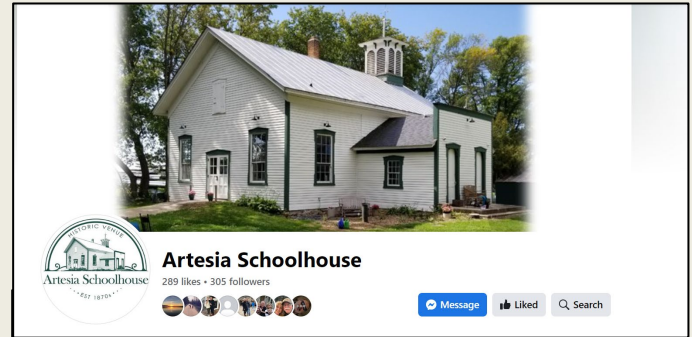 HISTORIC VENUE
Artesia Schoolhouse
EST 1870s
Artesia Schoolhouse
289 likes • 305 followers
Message
Liked
Search